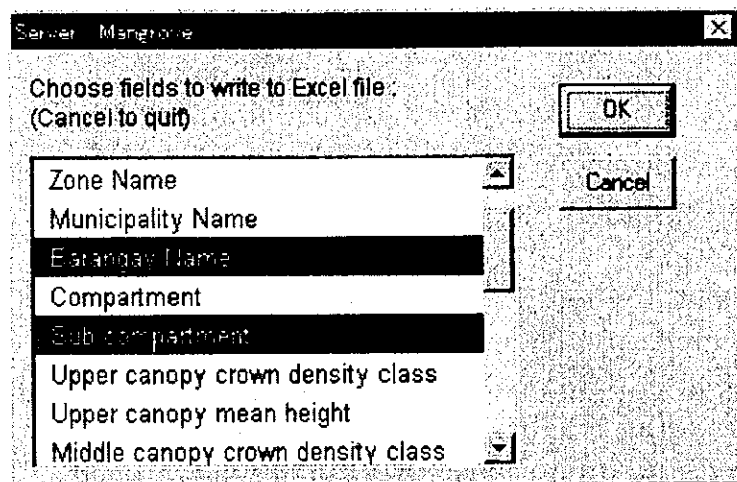 Server Mangrove
Choose fields to write to Excel file :
(Cancel to quit)
OK
Cancel
Zone Name
Municipality Name
Barangay Name
Compartment
Sub compartment
Upper canopy crown density class
Upper canopy mean height
Middle canopy crown density class